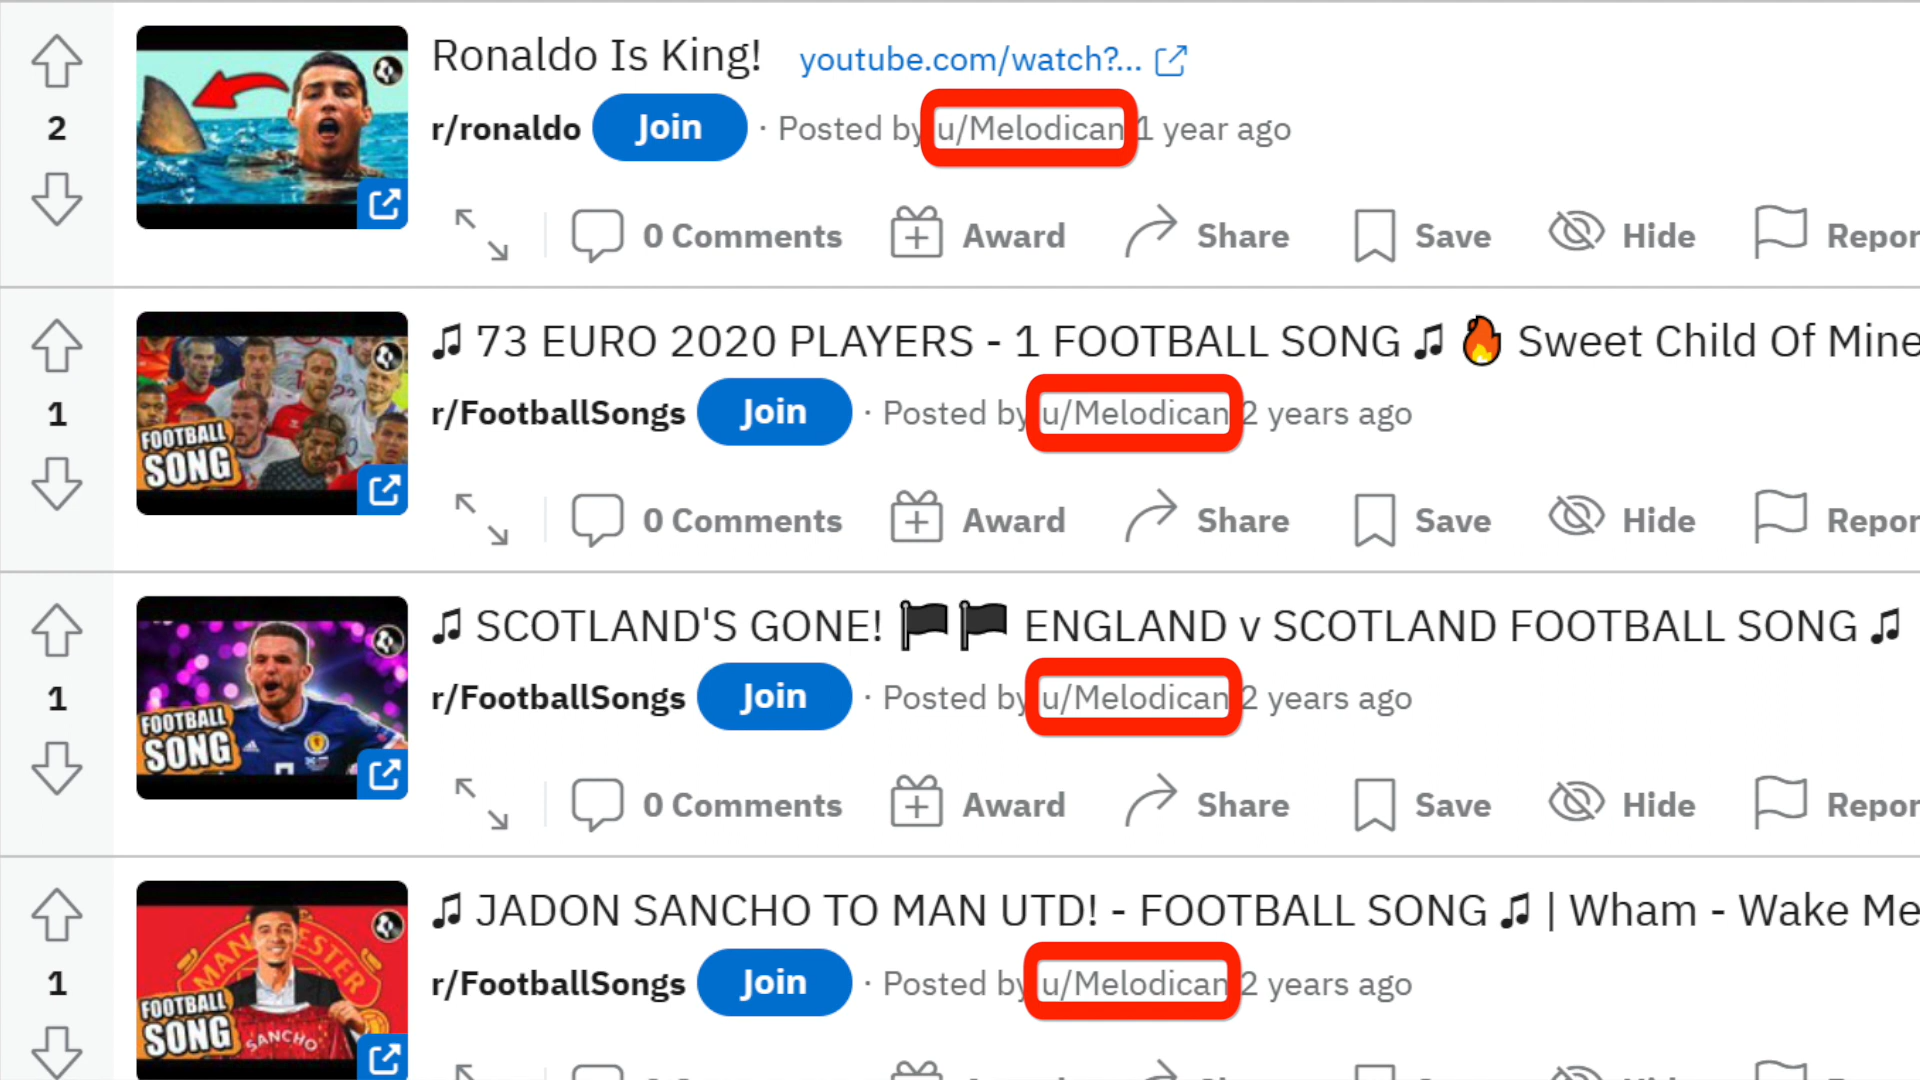 Ronaldo Is King! youtube.com/watch?...
2
r/ronaldo Join · Posted by u/Melodican 1 year ago
0 Comments Award Share Save Hide Repor
♫ 73 EURO 2020 PLAYERS - 1 FOOTBALL SONG ♫ 🔥 Sweet Child Of Mine
1
r/FootballSongs Join · Posted by u/Melodican 2 years ago
FOOTBALL
SONG
0 Comments Award Share Save Hide Repor
♫ SCOTLAND'S GONE! 🏴🏴 ENGLAND v SCOTLAND FOOTBALL SONG ♫
1
r/FootballSongs Join · Posted by u/Melodican 2 years ago
FOOTBALL
SONG
0 Comments Award Share Save Hide Repor
♫ JADON SANCHO TO MAN UTD! - FOOTBALL SONG ♫ | Wham - Wake Me
1
r/FootballSongs Join · Posted by u/Melodican 2 years ago
MANCHESTER
FOOTBALL
SONG
SANCHO